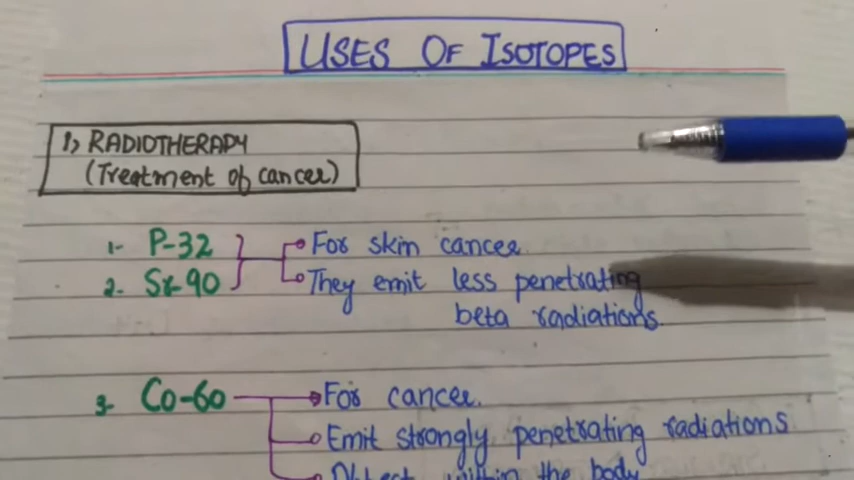 USES OF ISOTOPES
1) RADIOTHERAPY
(Treatment of cancer)
1- P-32
For skin cancer
2- Sr-90
They emit less penetrating
beta radiations.
3- Co-60
For cancer.
Emit strongly penetrating radiations
within the body